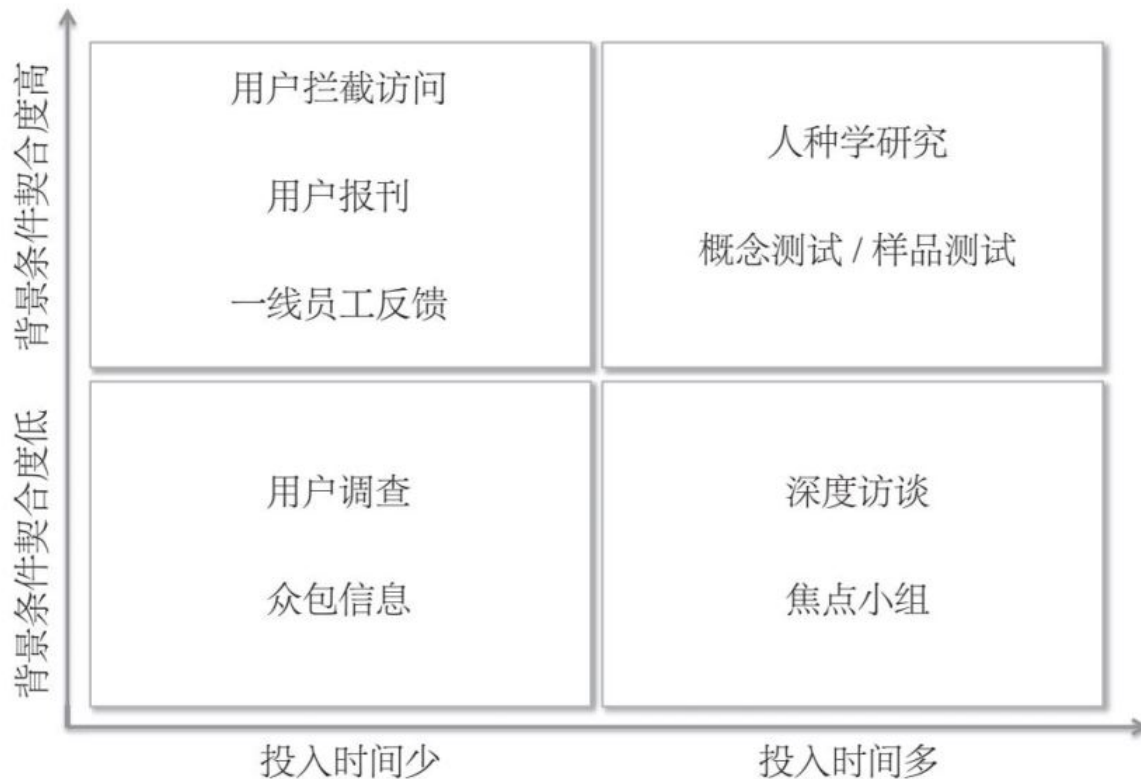 背景条件契合度高
用户拦截访问
用户报刊
一线员工反馈
人种学研究
概念测试 / 样品测试
背景条件契合度低
用户调查
众包信息
深度访谈
焦点小组
投入时间少
投入时间多